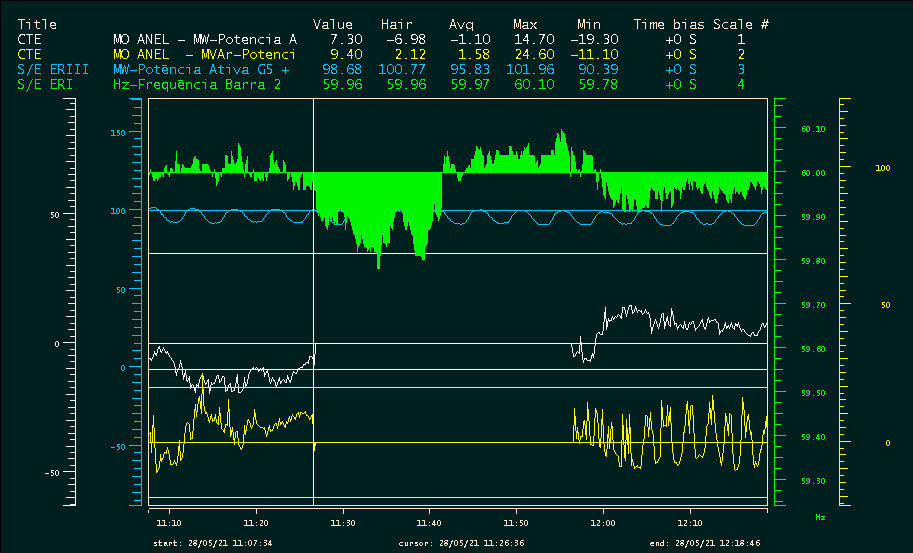 Title Value Hair Avq Max Min Time bias Scale #
CTE MO ANEL - MW-Potencia A 7.30 -6.98 -1.10 14.70 -19.30 +0 S 1
CTE MO ANEL - MVAr-Potenci 9.40 2.12 1.58 24.60 -11.10 +0 S 2
S/E ERIII MW-Potência Ativa G5 + 98.68 100.77 95.83 101.96 90.39 +0 S 3
S/E ERI Hz-Frequência Barra 2 59.96 59.96 59.97 60.10 59.78 +0 S 4
150 60.10
100
60.00
50 100 59.90
59.80
50 59.70 50
0 59.60
0
59.50
59.40 0
-50
-50 59.30
11:10 11:20 11:30 11:40 11:50 12:00 12:10 Hz
start: 28/05/21 11:07:34 cursor: 28/05/21 11:26:36 end: 28/05/21 12:18:46